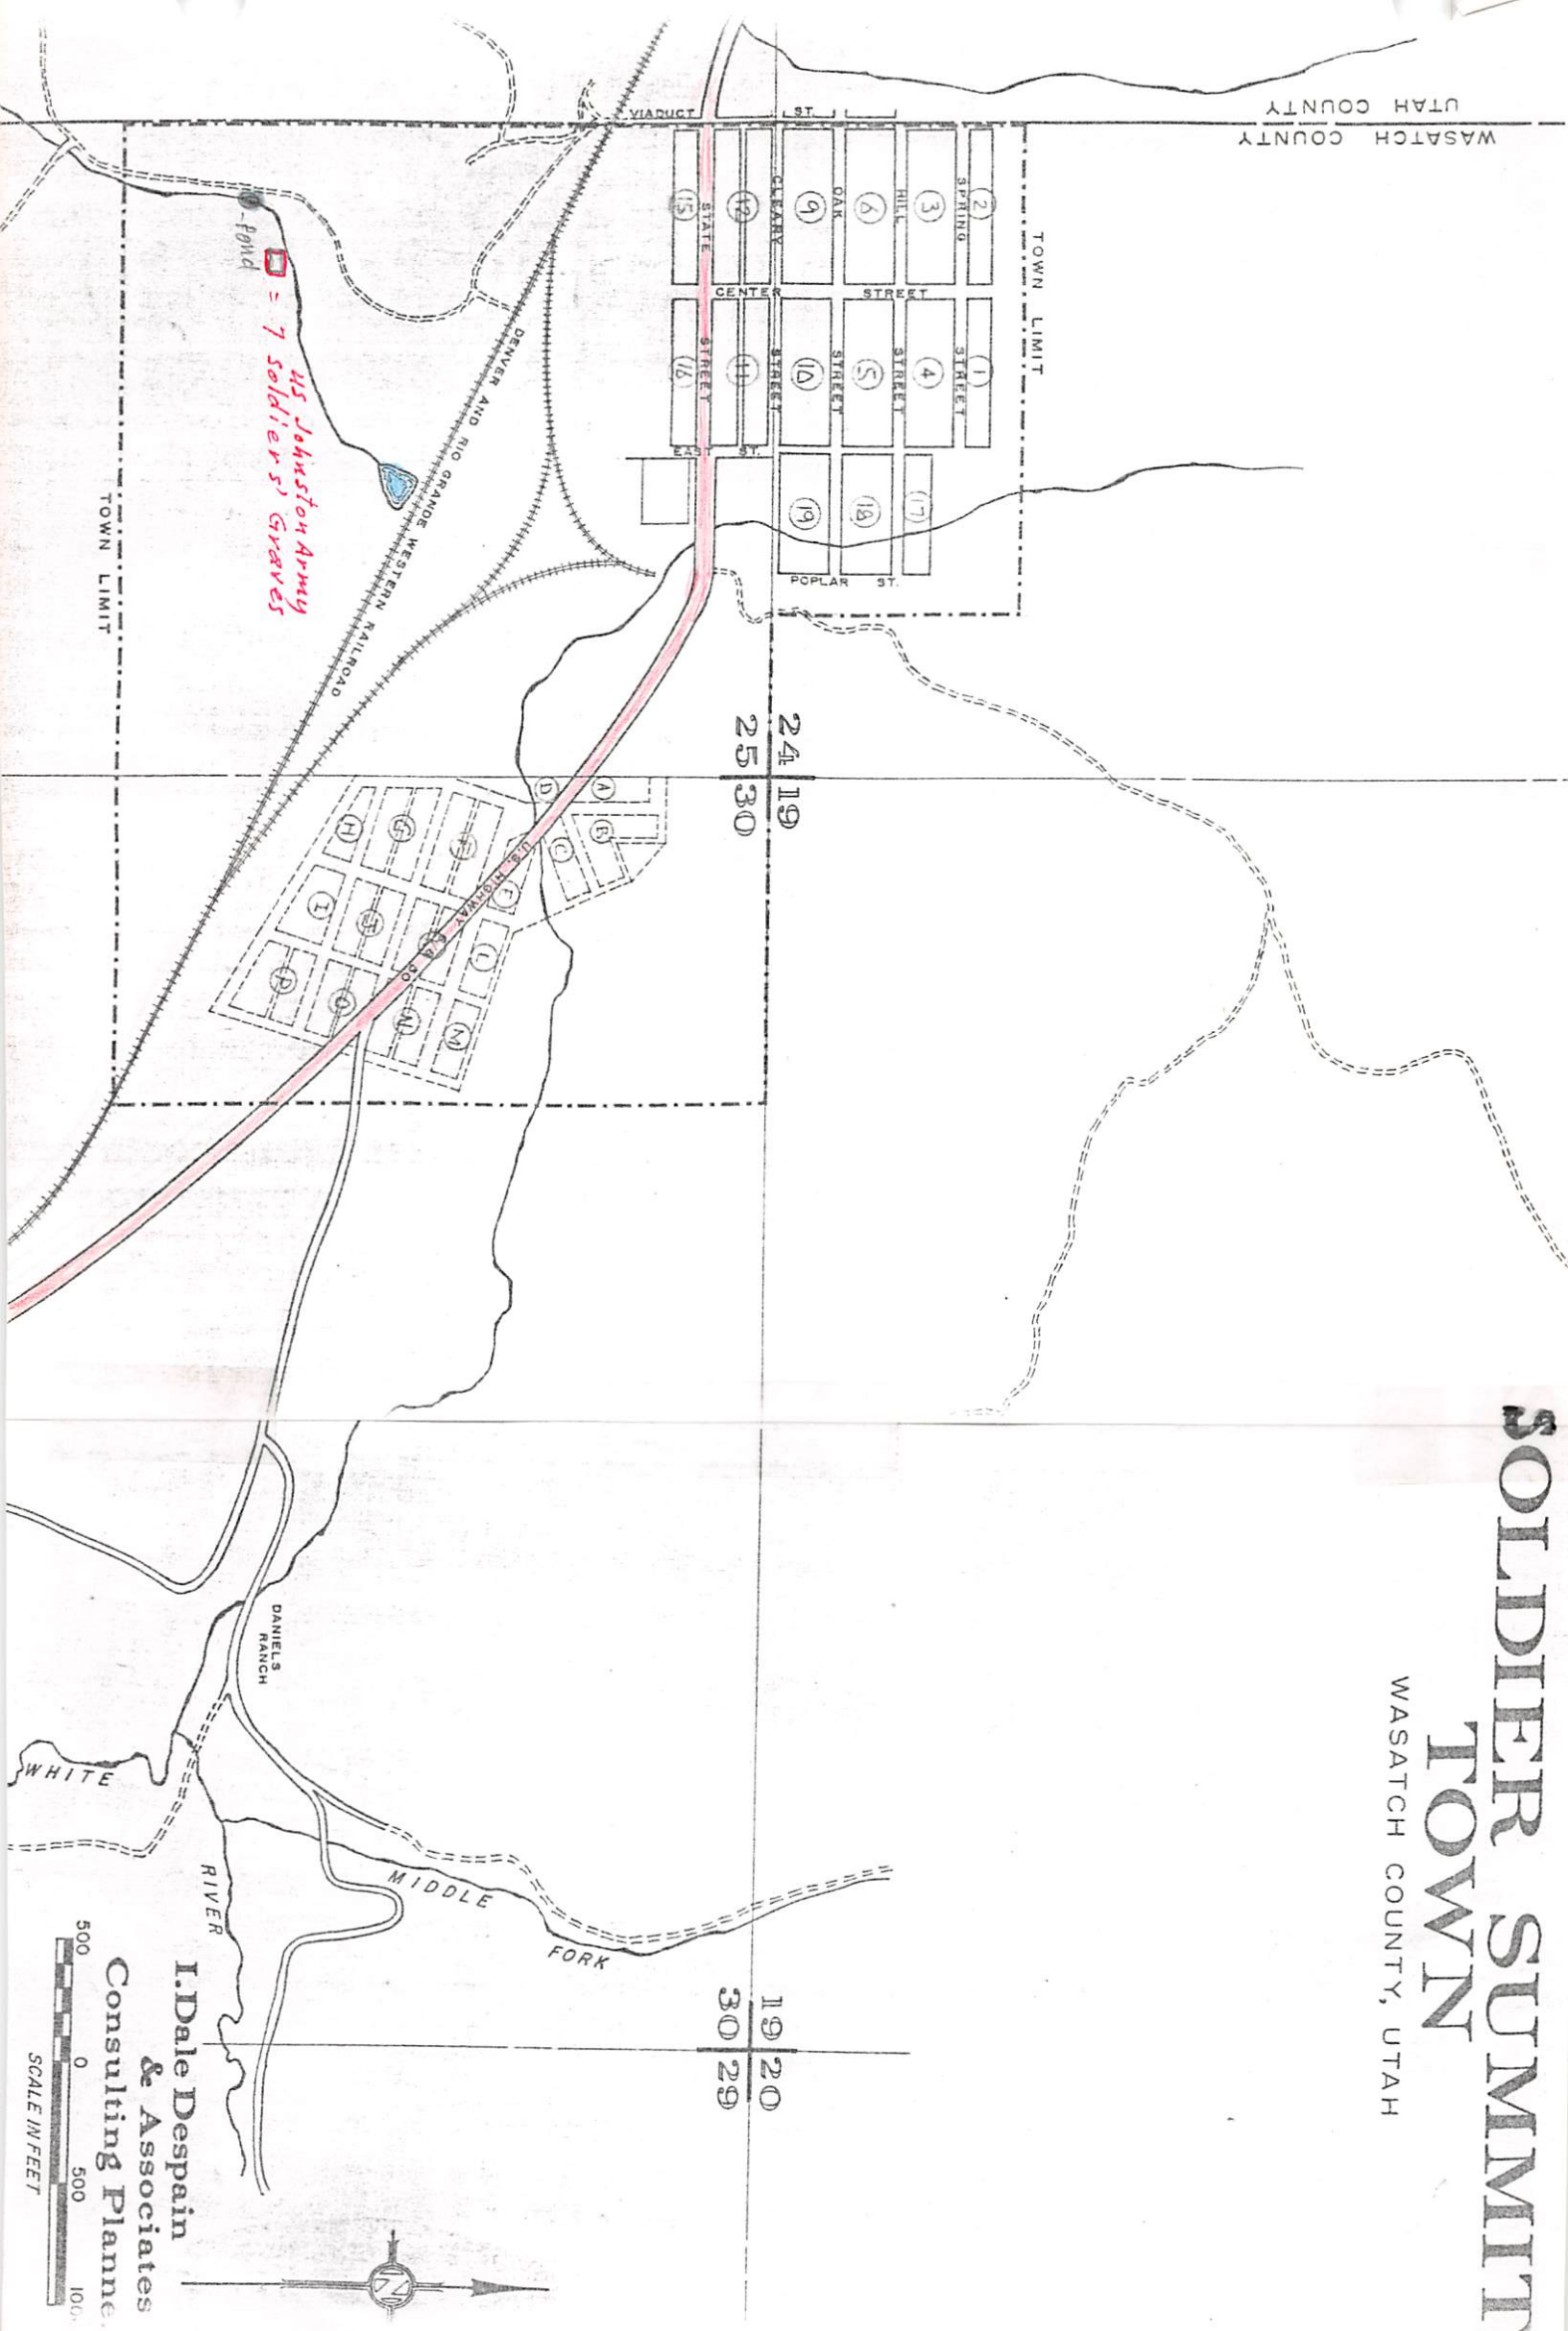 SOLDIER SUMMIT
TOWN
WASATCH COUNTY, UTAH
UTAH COUNTY
WASATCH COUNTY
TOWN LIMIT
VIADUCT ST.
SPRING STREET
HILL STREET
OAK STREET
CLEARY STREET
STATE STREET
CENTER STREET
EAST ST.
POPLAR ST.
2
3
6
9
12
15
1
4
5
10
11
16
17
18
19
24 19
25 30
DENVER AND RIO GRANDE WESTERN RAILROAD
pond
= 7 soldiers' Graves
US Johnston Army
TOWN LIMIT
A
B
C
D
E
F
G
H
I
J
L
M
N
O
P
U.S. HIGHWAY 6 & 50
DANIELS
RANCH
WHITE
RIVER
MIDDLE
FORK
19 20
30 29
I. Dale Despain
& Associates
Consulting Planne
500 0 500 100
SCALE IN FEET
N